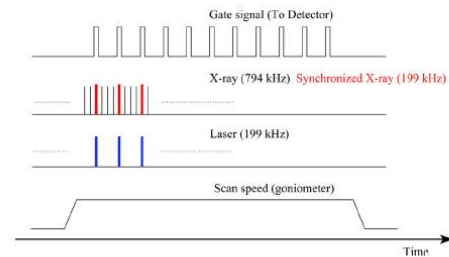 Gate signal (To Detector)
X-ray (794 kHz) Synchronized X-ray (199 kHz)
Laser (199 kHz)
Scan speed (goniometer)
Time